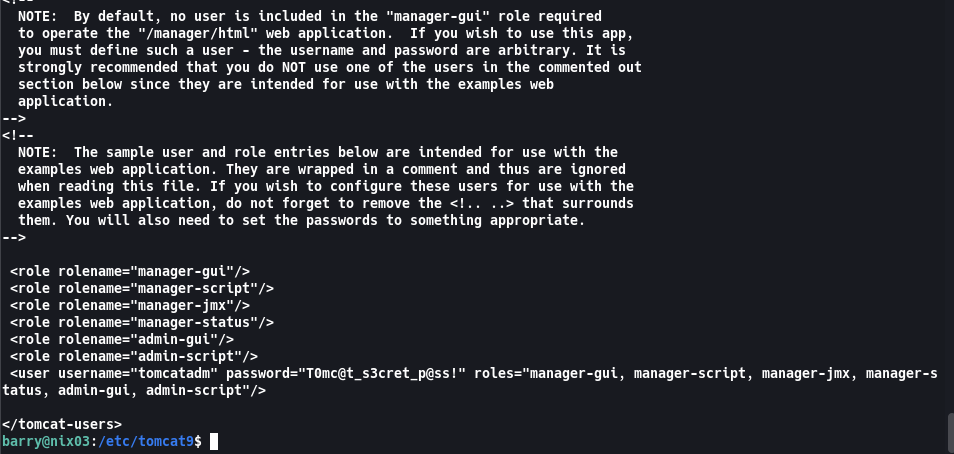 <!--
  NOTE:  By default, no user is included in the "manager-gui" role required
  to operate the "/manager/html" web application.  If you wish to use this app,
  you must define such a user - the username and password are arbitrary. It is
  strongly recommended that you do NOT use one of the users in the commented out
  section below since they are intended for use with the examples web
  application.
-->
<!--
  NOTE:  The sample user and role entries below are intended for use with the
  examples web application. They are wrapped in a comment and thus are ignored
  when reading this file. If you wish to configure these users for use with the
  examples web application, do not forget to remove the <!.. ..> that surrounds
  them. You will also need to set the passwords to something appropriate.
-->
 <role rolename="manager-gui"/>
 <role rolename="manager-script"/>
 <role rolename="manager-jmx"/>
 <role rolename="manager-status"/>
 <role rolename="admin-gui"/>
 <role rolename="admin-script"/>
 <user username="tomcatadm" password="T0mc@t_s3cret_p@ss!" roles="manager-gui, manager-script, manager-jmx, manager-s
tatus, admin-gui, admin-script"/>
</tomcat-users>
barry@nix03:/etc/tomcat9$